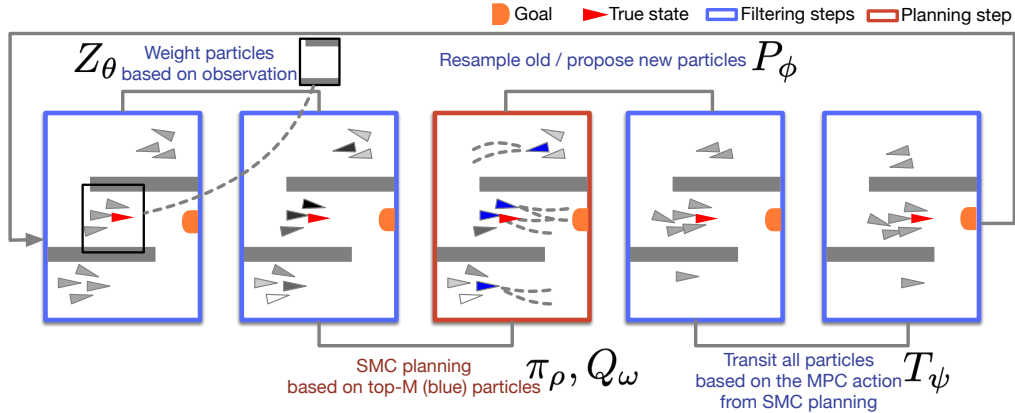 Goal
True state
Filtering steps
Planning step
Z_θ
Weight particles
based on observation
Resample old / propose new particles
P_ϕ
SMC planning
based on top-M (blue) particles
π_ρ, Q_ω
Transit all particles
based on the MPC action
from SMC planning
T_ψ